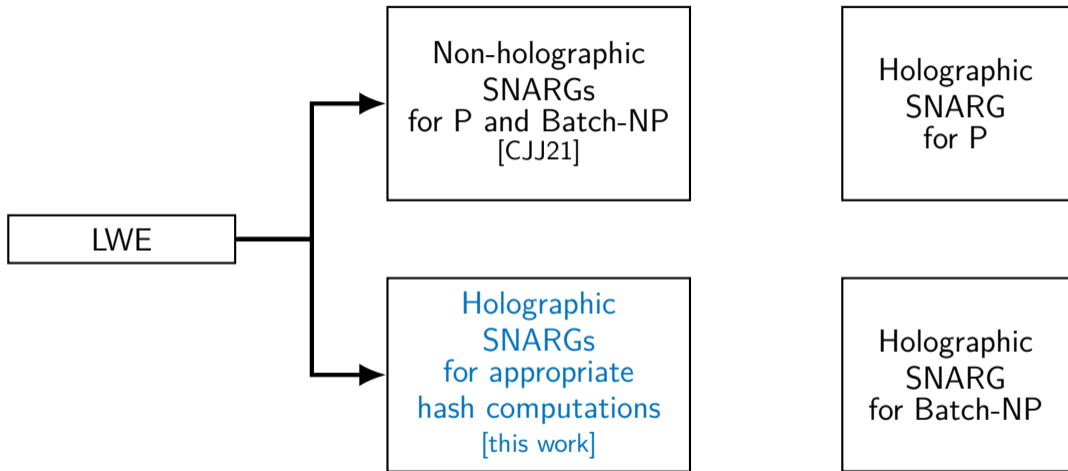 Non-holographic
SNARGs
for P and Batch-NP
[CJJ21]
Holographic
SNARG
for P
LWE
Holographic
SNARGs
for appropriate
hash computations
[this work]
Holographic
SNARG
for Batch-NP